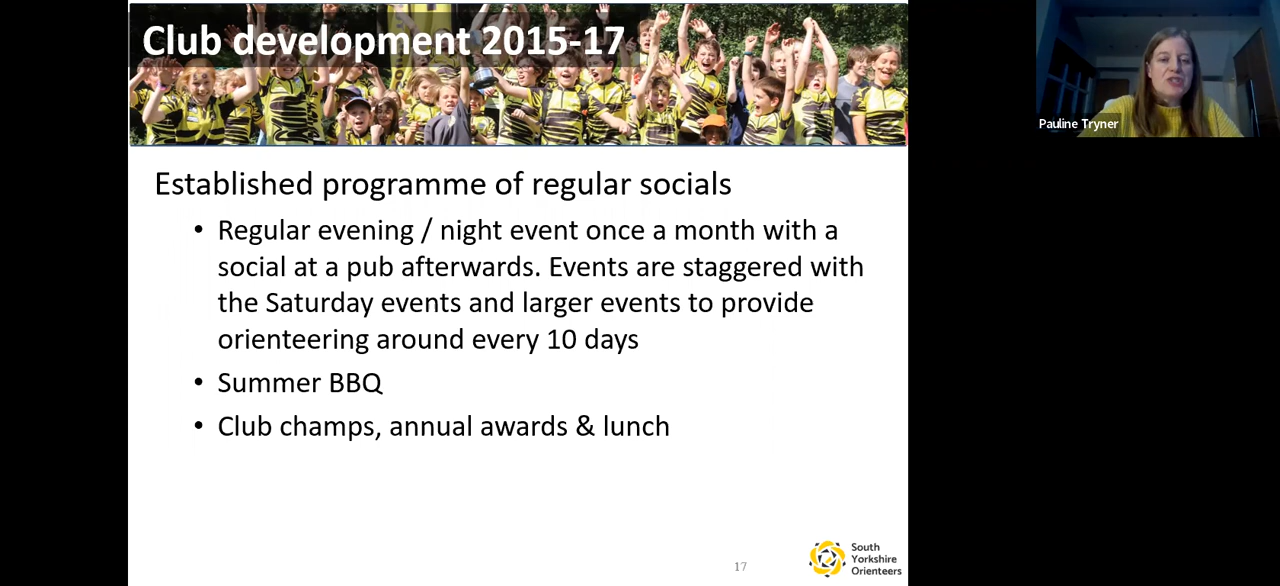 Club development 2015-17
Pauline Tryner
Established programme of regular socials
• Regular evening / night event once a month with a
social at a pub afterwards. Events are staggered with
the Saturday events and larger events to provide
orienteering around every 10 days
• Summer BBQ
• Club champs, annual awards & lunch
17
South
Yorkshire
Orienteers